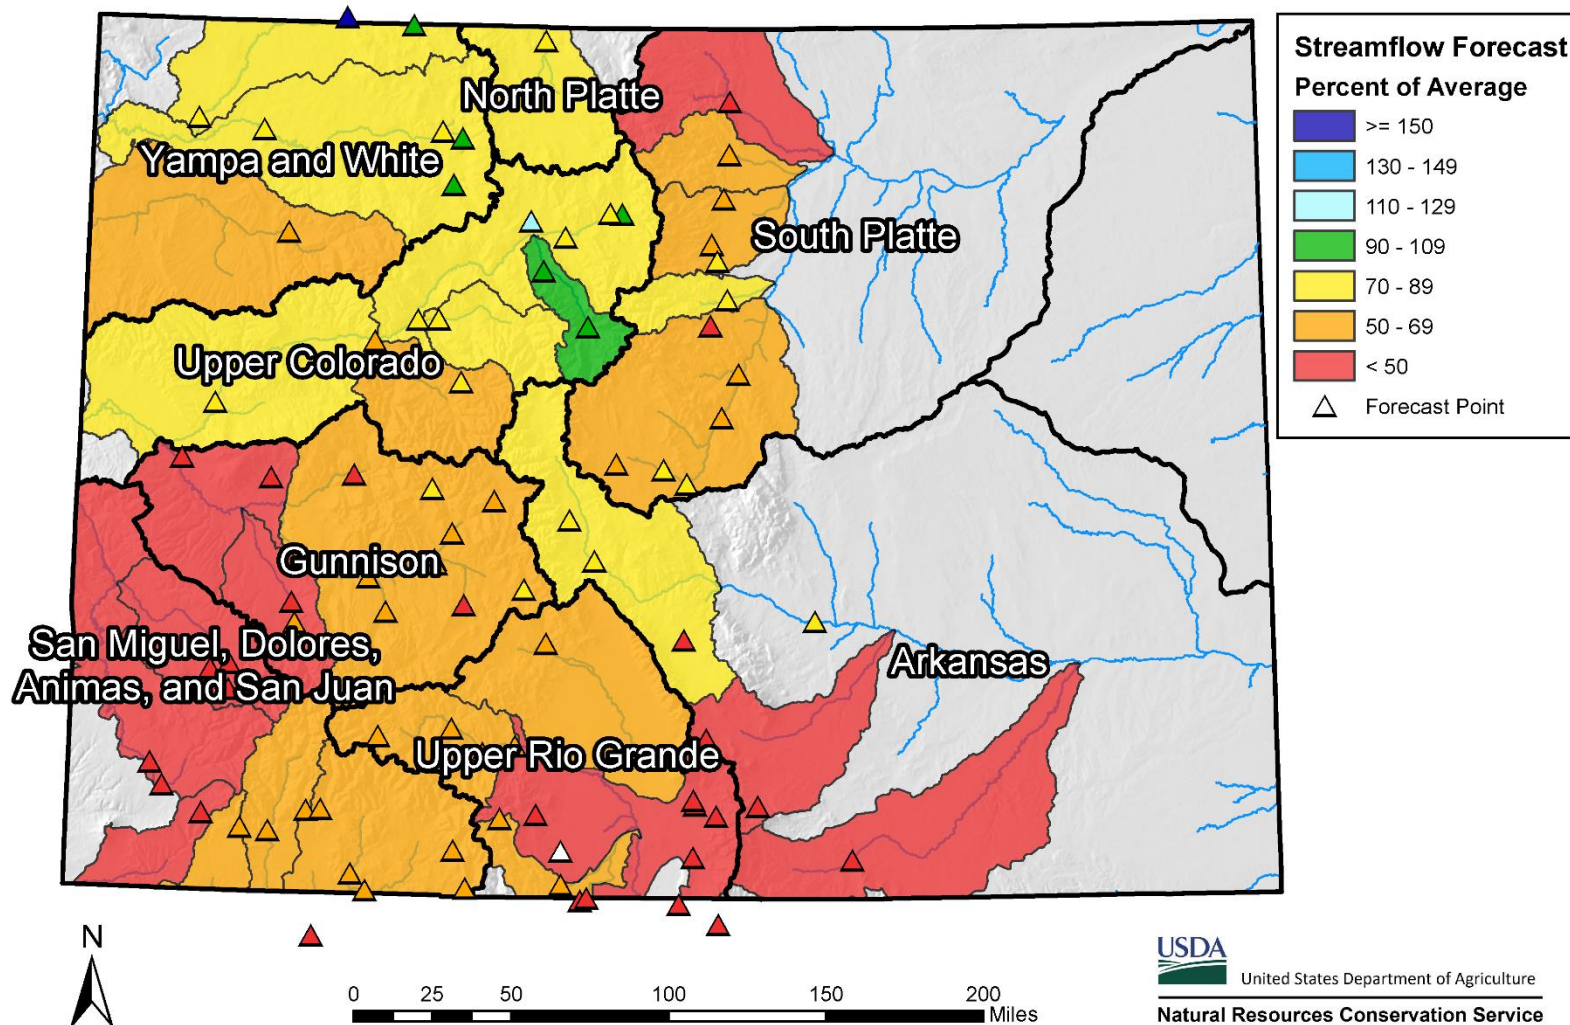 North Platte
Yampa and White
South Platte
Upper Colorado
Gunnison
San Miguel, Dolores,
Animas, and San Juan
Arkansas
Upper Rio Grande
Streamflow Forecast
Percent of Average
>= 150
130 - 149
110 - 129
90 - 109
70 - 89
50 - 69
< 50
Forecast Point
N
0 25 50 100 150 200
Miles
USDA
United States Department of Agriculture
Natural Resources Conservation Service